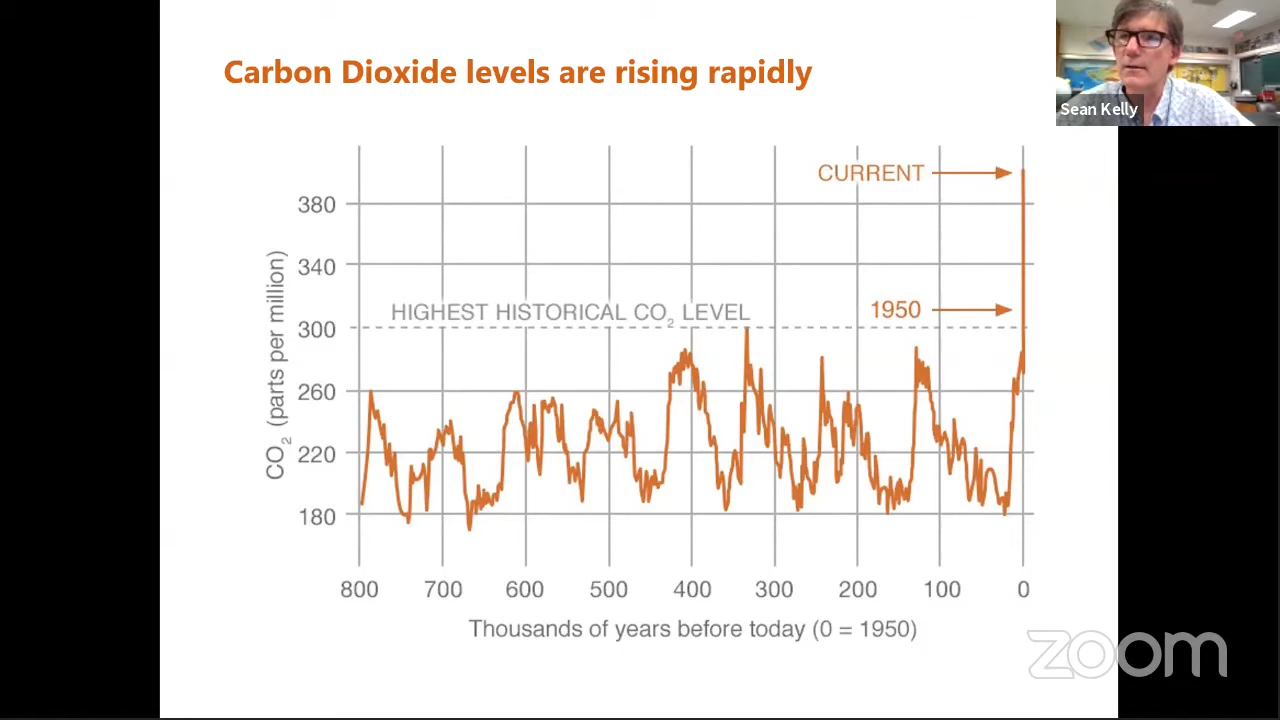 Carbon Dioxide levels are rising rapidly
Sean Kelly
CURRENT
380
340
HIGHEST HISTORICAL CO₂ LEVEL
1950
300
260
220
180
CO₂ (parts per million)
800 700 600 500 400 300 200 100 0
Thousands of years before today (0 = 1950)
zoom